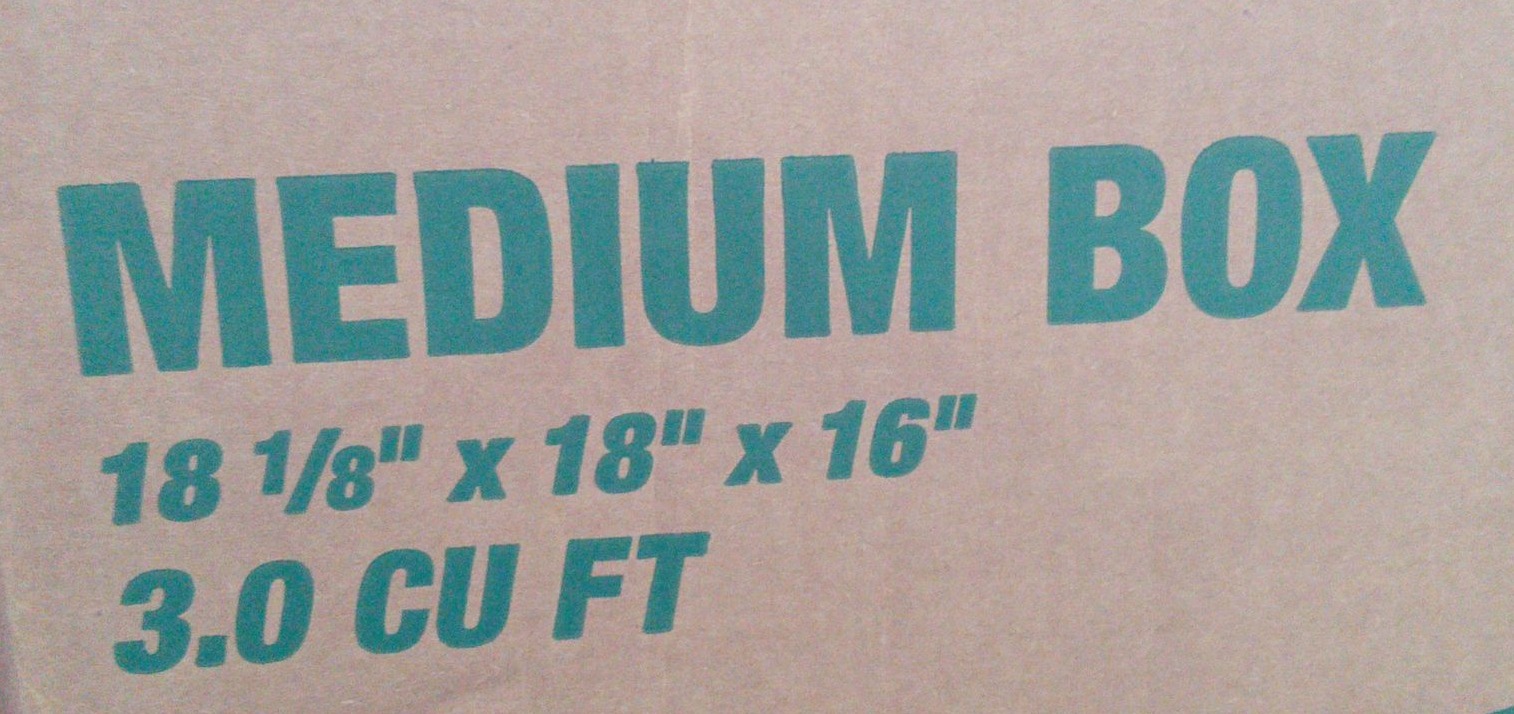 MEDIUM BOX
18 1/8" x 18" x 16"
3.0 CU FT